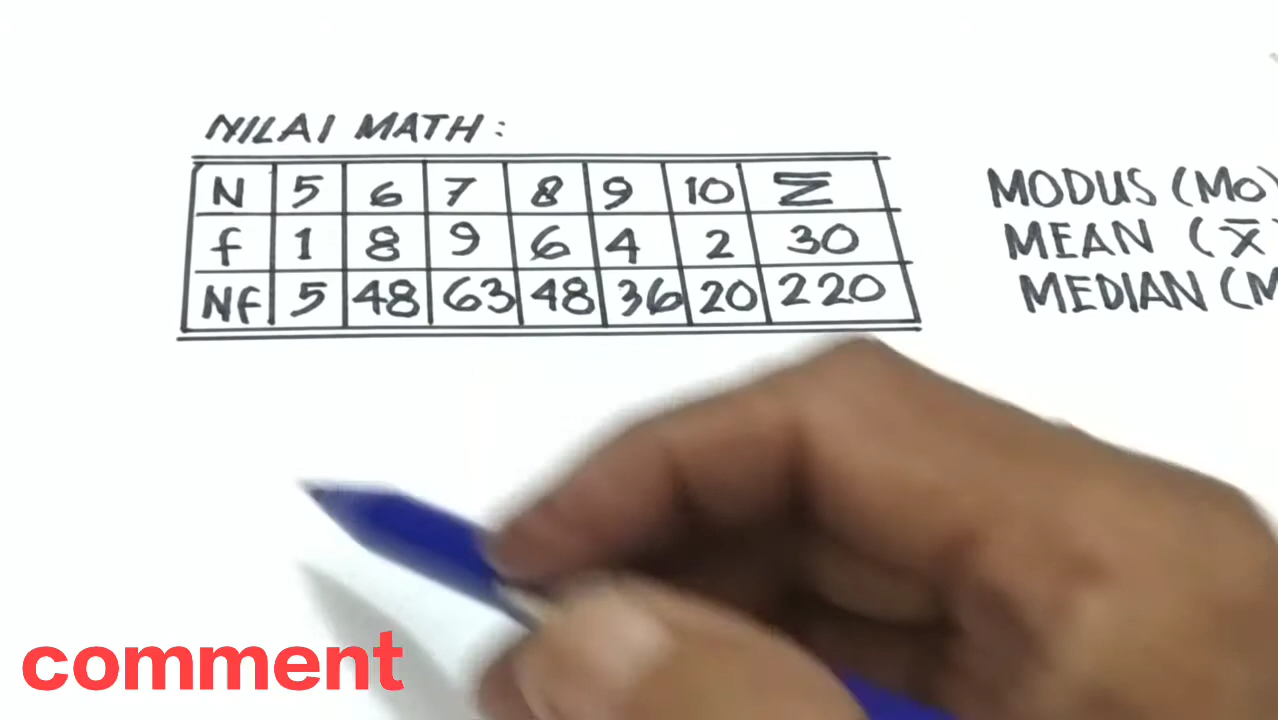 NILAI MATH:
N 5 6 7 8 9 10 Σ
f 1 8 9 6 4 2 30
Nf 5 48 63 48 36 20 220
MODUS (Mo)
MEAN (x̄
MEDIAN (M
comment